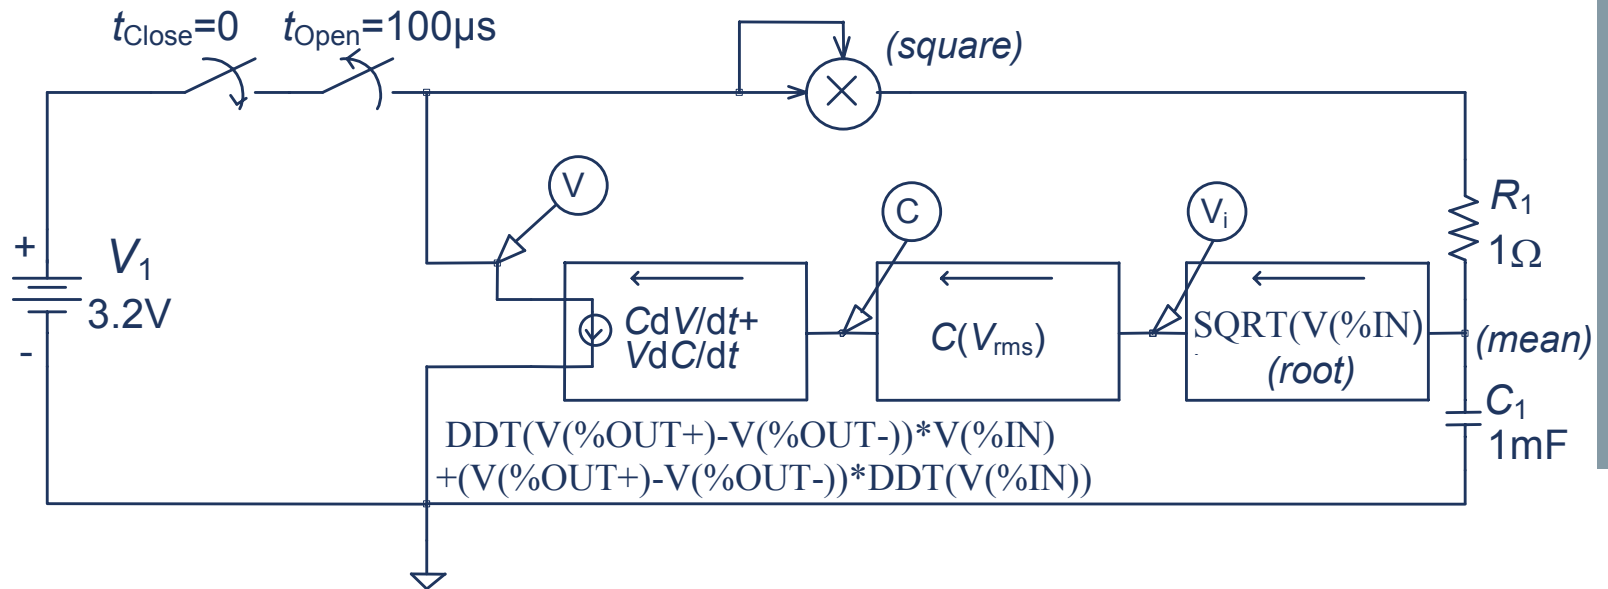 tClose=0 tOpen=100µs
(square)
V
C
Vi
R1
1Ω
+
V1
3.2V
-
CdV/dt+
VdC/dt
C(Vrms)
SQRT(V(%IN)
(root)
(mean)
C1
1mF
DDT(V(%OUT+)-V(%OUT-))*V(%IN)
+(V(%OUT+)-V(%OUT-))*DDT(V(%IN))